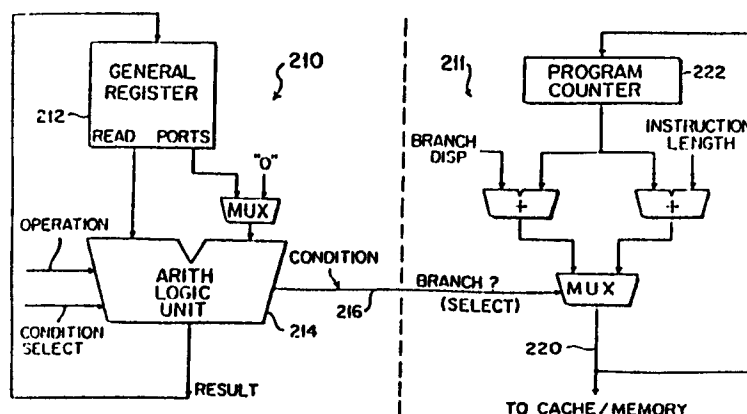 GENERAL
REGISTER
READ PORTS
212
210
"O"
MUX
OPERATION
ARITH
LOGIC
UNIT
CONDITION
SELECT
214
RESULT
CONDITION
216
211
PROGRAM
COUNTER
222
BRANCH
DISP
INSTRUCTION
LENGTH
+
+
BRANCH ?
(SELECT)
MUX
220
TO CACHE/MEMORY